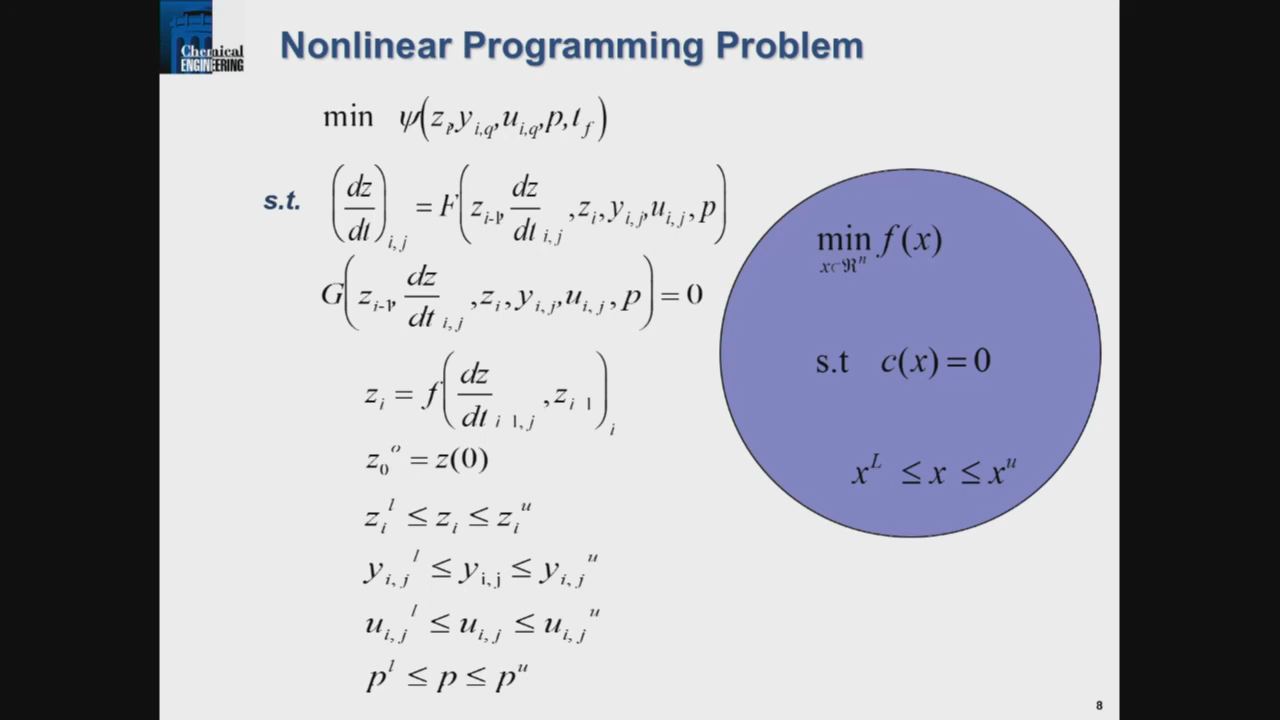 Chemical
ENGINEERING
Nonlinear Programming Problem
min ψ(z_i, y_{i,q}, u_{i,q}, p, t_f)
s.t. (dz/dt)_{i,j} = F(z_{i-1}, dz/dt_{i,j}, z_i, y_{i,j}, u_{i,j}, p)
G(z_{i-1}, dz/dt_{i,j}, z_i, y_{i,j}, u_{i,j}, p) = 0
z_i = f(dz/dt_{i-1,j}, z_{i-1})_i
z_0^o = z(0)
z_i^l ≤ z_i ≤ z_i^u
y_{i,j}^l ≤ y_{i,j} ≤ y_{i,j}^u
u_{i,j}^l ≤ u_{i,j} ≤ u_{i,j}^u
p^l ≤ p ≤ p^u
min_{x⊂ℜ^n} f(x)
s.t c(x) = 0
x^L ≤ x ≤ x^u
8